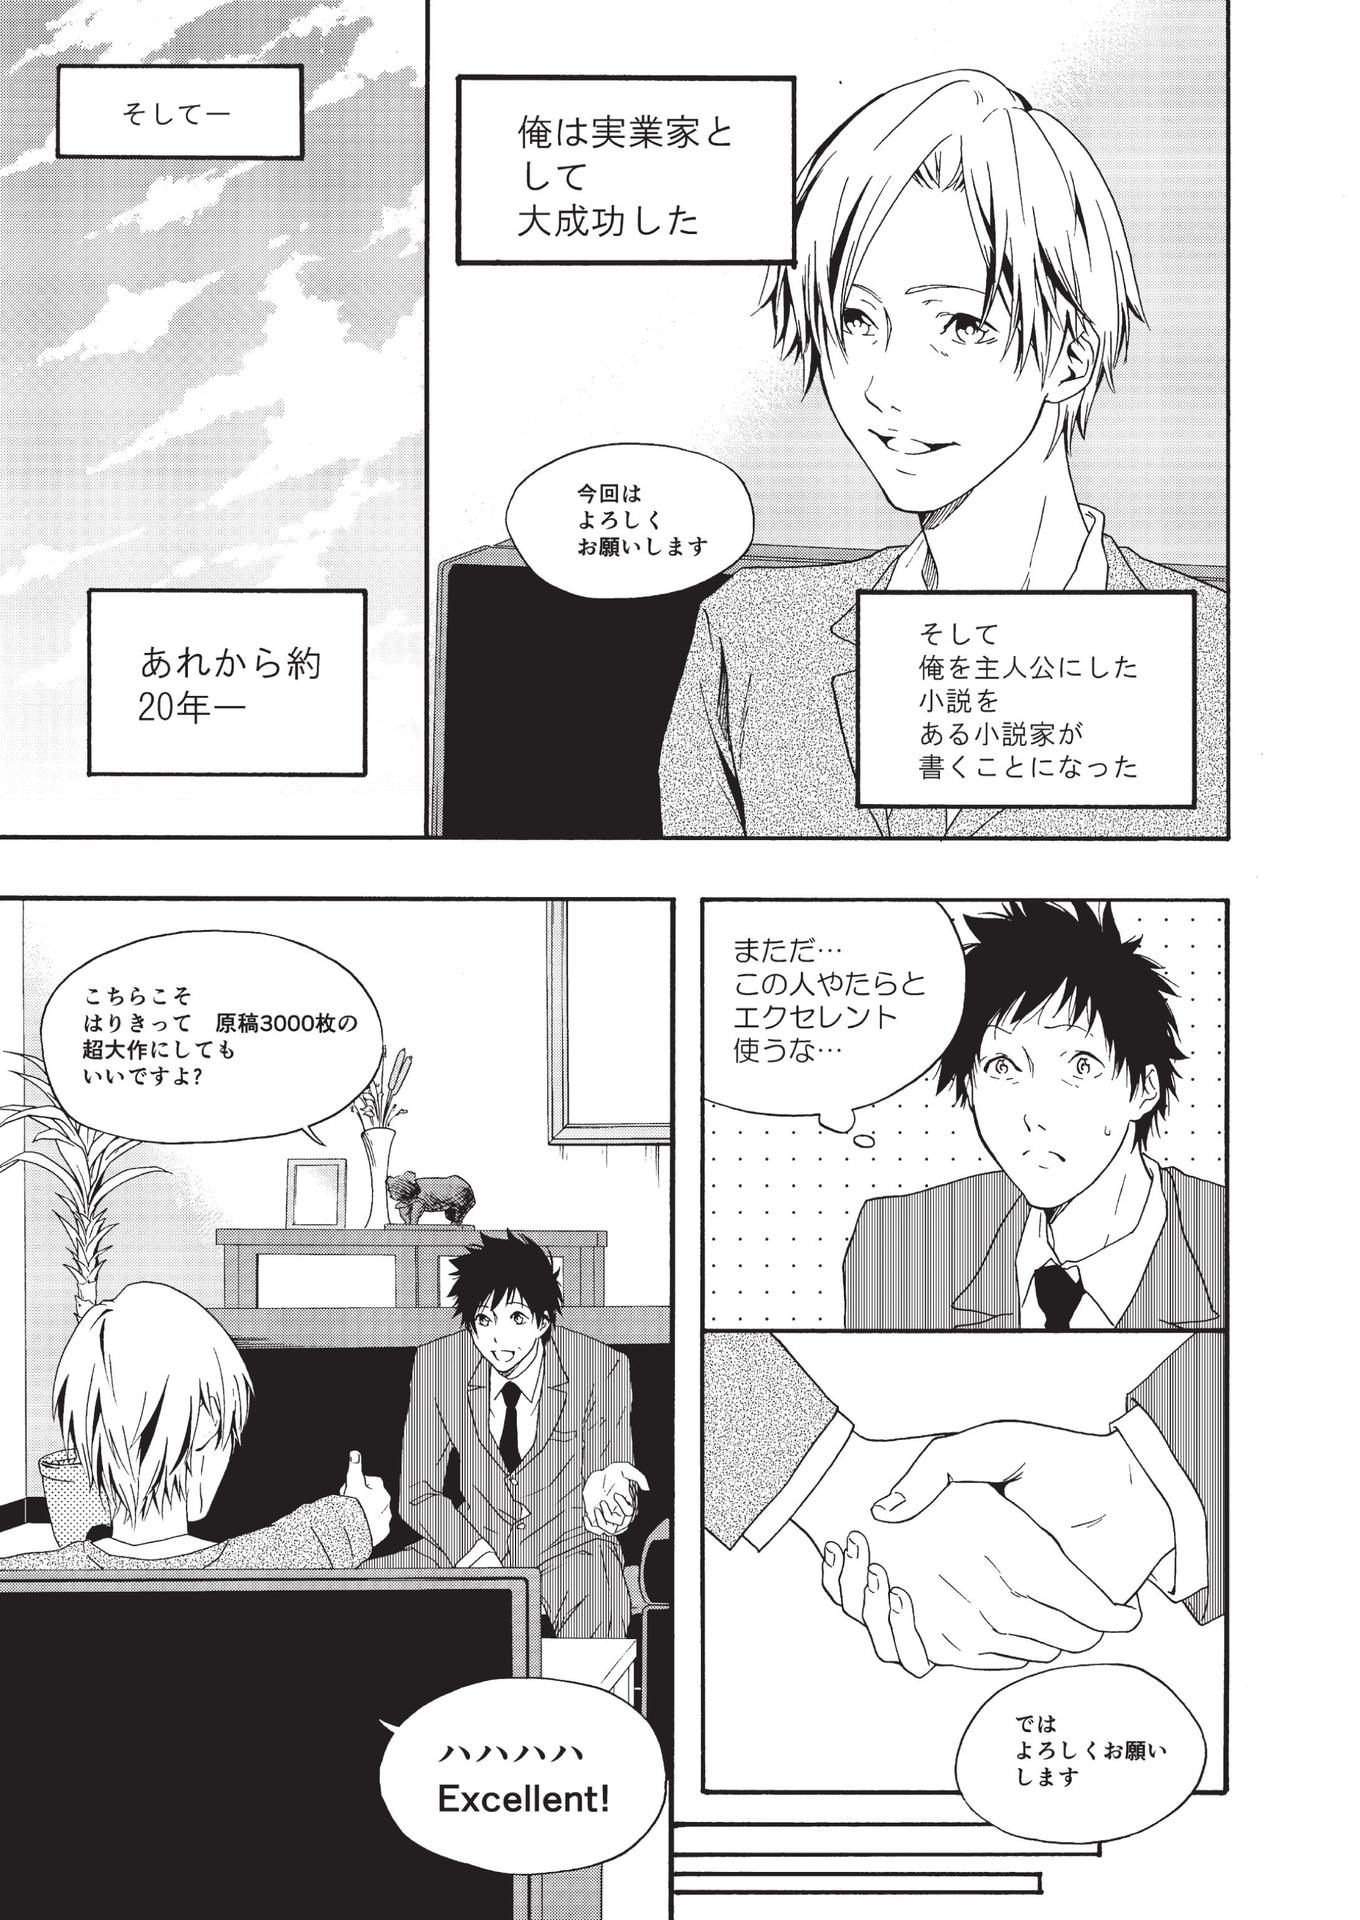 そしてー
あれから約
20年ー
俺は実業家と
して
大成功した
今回は
よろしく
お願いします
そして
俺を主人公にした
小説を
ある小説家が
書くことになった
こちらこそ
はりきって　原稿3000枚の
超大作にしても
いいですよ?
ハハハハ
Excellent!
まただ…
この人やたらと
エクセレント
使うな…
では
よろしくお願い
します